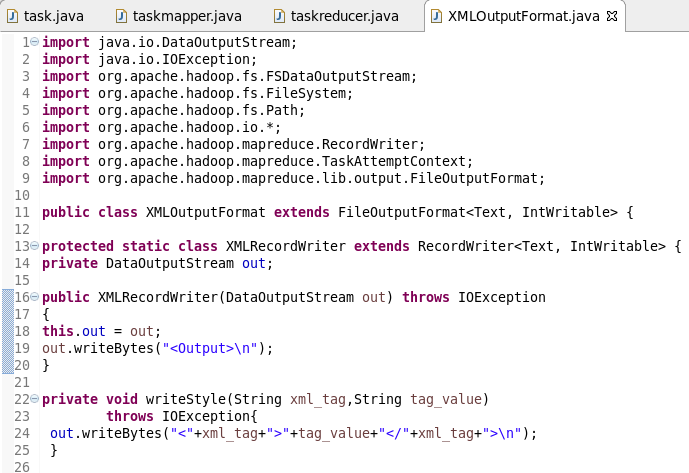 task.java taskmapper.java taskreducer.java XMLOutputFormat.java
1 import java.io.DataOutputStream;
2 import java.io.IOException;
3 import org.apache.hadoop.fs.FSDataOutputStream;
4 import org.apache.hadoop.fs.FileSystem;
5 import org.apache.hadoop.fs.Path;
6 import org.apache.hadoop.io.*;
7 import org.apache.hadoop.mapreduce.RecordWriter;
8 import org.apache.hadoop.mapreduce.TaskAttemptContext;
9 import org.apache.hadoop.mapreduce.lib.output.FileOutputFormat;
10
11 public class XMLOutputFormat extends FileOutputFormat<Text, IntWritable> {
12
13 protected static class XMLRecordWriter extends RecordWriter<Text, IntWritable> {
14 private DataOutputStream out;
15
16 public XMLRecordWriter(DataOutputStream out) throws IOException
17 {
18 this.out = out;
19 out.writeBytes("<Output>\n");
20 }
21
22 private void writeStyle(String xml_tag,String tag_value)
23 throws IOException{
24 out.writeBytes("<"+xml_tag+">"+tag_value+"</"+xml_tag+">\n");
25 }
26